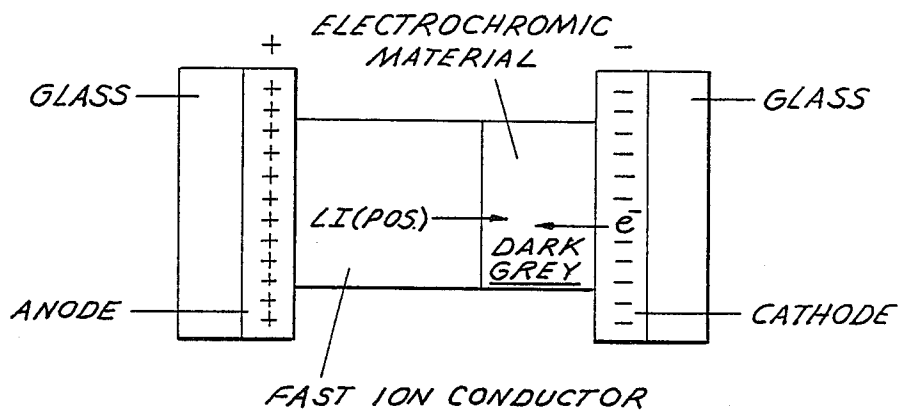 ELECTROCHROMIC
MATERIAL
+
-
GLASS
GLASS
+
+
+
+
+
+
+
+
+
+
+
+
-
-
-
-
-
-
-
-
-
-
-
LI(POS.)
e-
DARK
GREY
ANODE
CATHODE
FAST ION CONDUCTOR